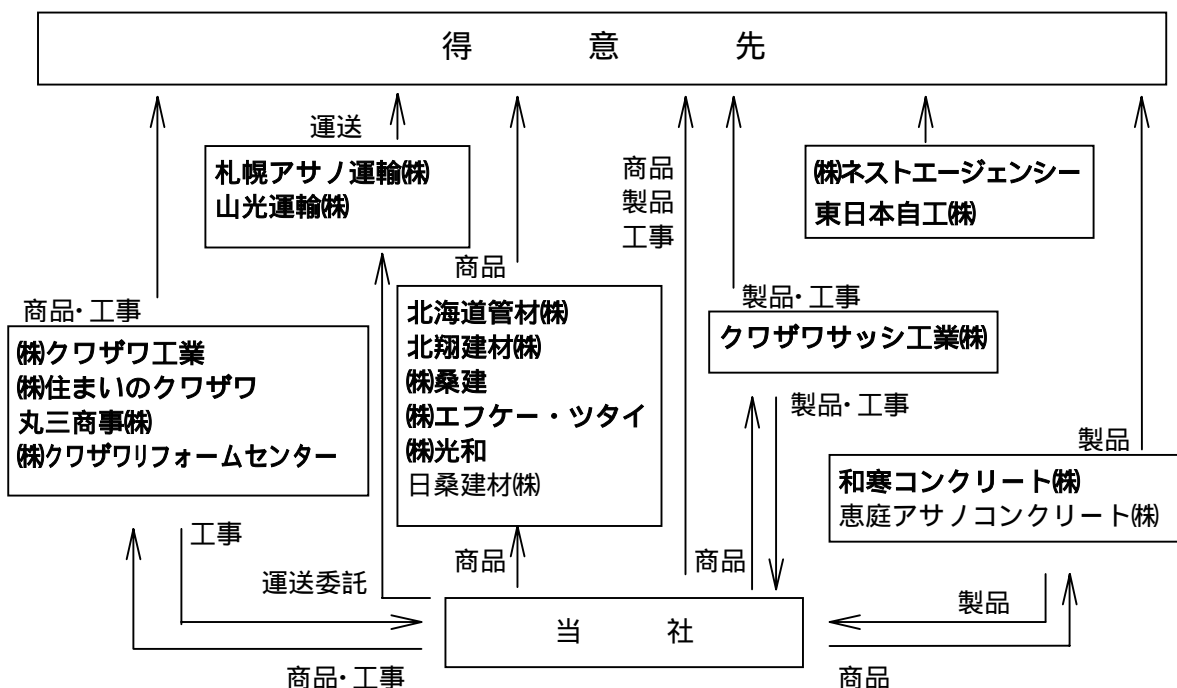 得 意 先
運送
札幌アサノ運輸㈱
山光運輸㈱
商品
製品
工事
㈱ネストエージェンシー
東日本自工㈱
商品・工事
㈱クワザワ工業
㈱住まいのクワザワ
丸三商事㈱
㈱クワザワリフォームセンター
商品
北海道管材㈱
北翔建材㈱
㈱桑建
㈱エフケー・ツタイ
㈱光和
日桑建材㈱
製品・工事
クワザワサッシ工業㈱
製品・工事
製品
和寒コンクリート㈱
恵庭アサノコンクリート㈱
工事
運送委託
商品
商品
製品
当 社
商品・工事
商品